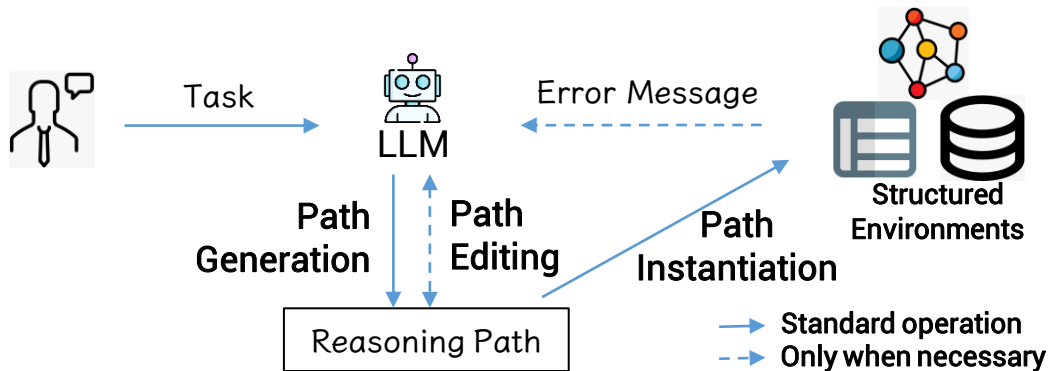 Task
LLM
Error Message
Structured
Environments
Path
Generation
Path
Editing
Path
Instantiation
Reasoning Path
Standard operation
Only when necessary